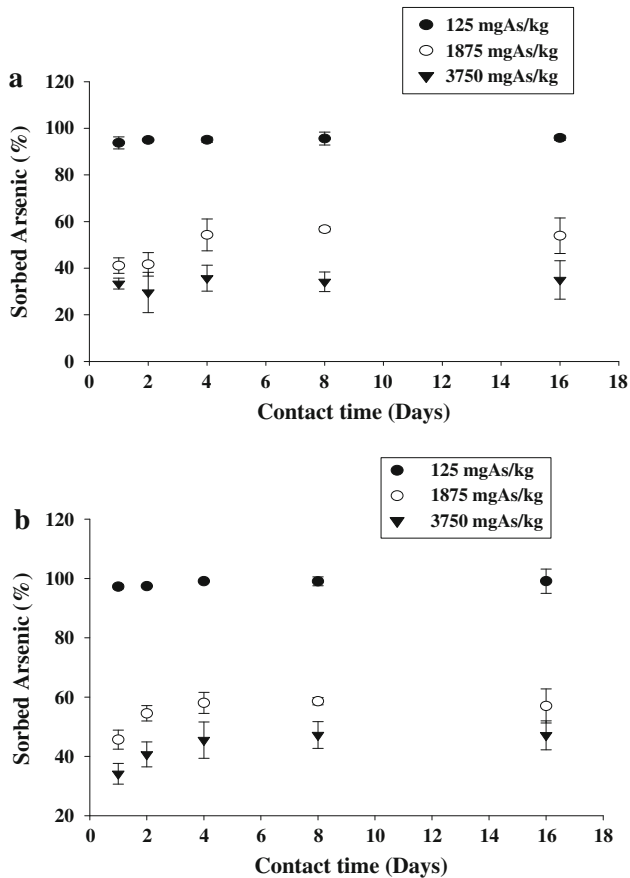 125 mgAs/kg
1875 mgAs/kg
3750 mgAs/kg
a
120
100
80
60
40
20
0
Sorbed Arsenic (%)
0 2 4 6 8 10 12 14 16 18
Contact time (Days)
125 mgAs/kg
1875 mgAs/kg
3750 mgAs/kg
b
120
100
80
60
40
20
Sorbed Arsenic (%)
0 2 4 6 8 10 12 14 16 18
Contact time (Days)